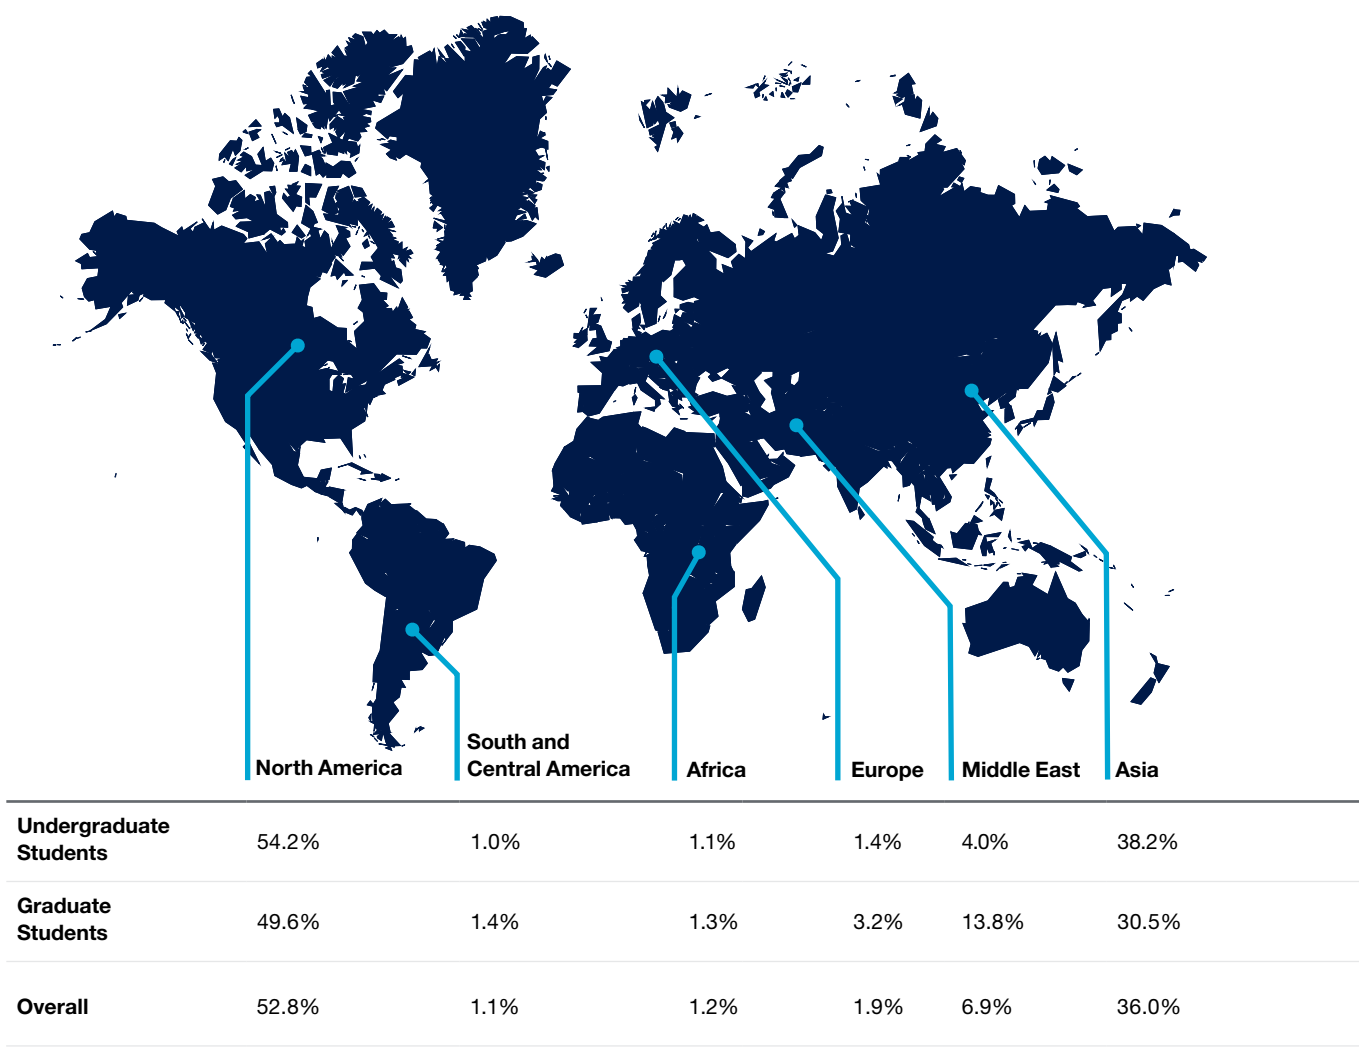 South and
North America Central America Africa Europe Middle East Asia
Undergraduate
Students 54.2% 1.0% 1.1% 1.4% 4.0% 38.2%
Graduate
Students 49.6% 1.4% 1.3% 3.2% 13.8% 30.5%
Overall 52.8% 1.1% 1.2% 1.9% 6.9% 36.0%